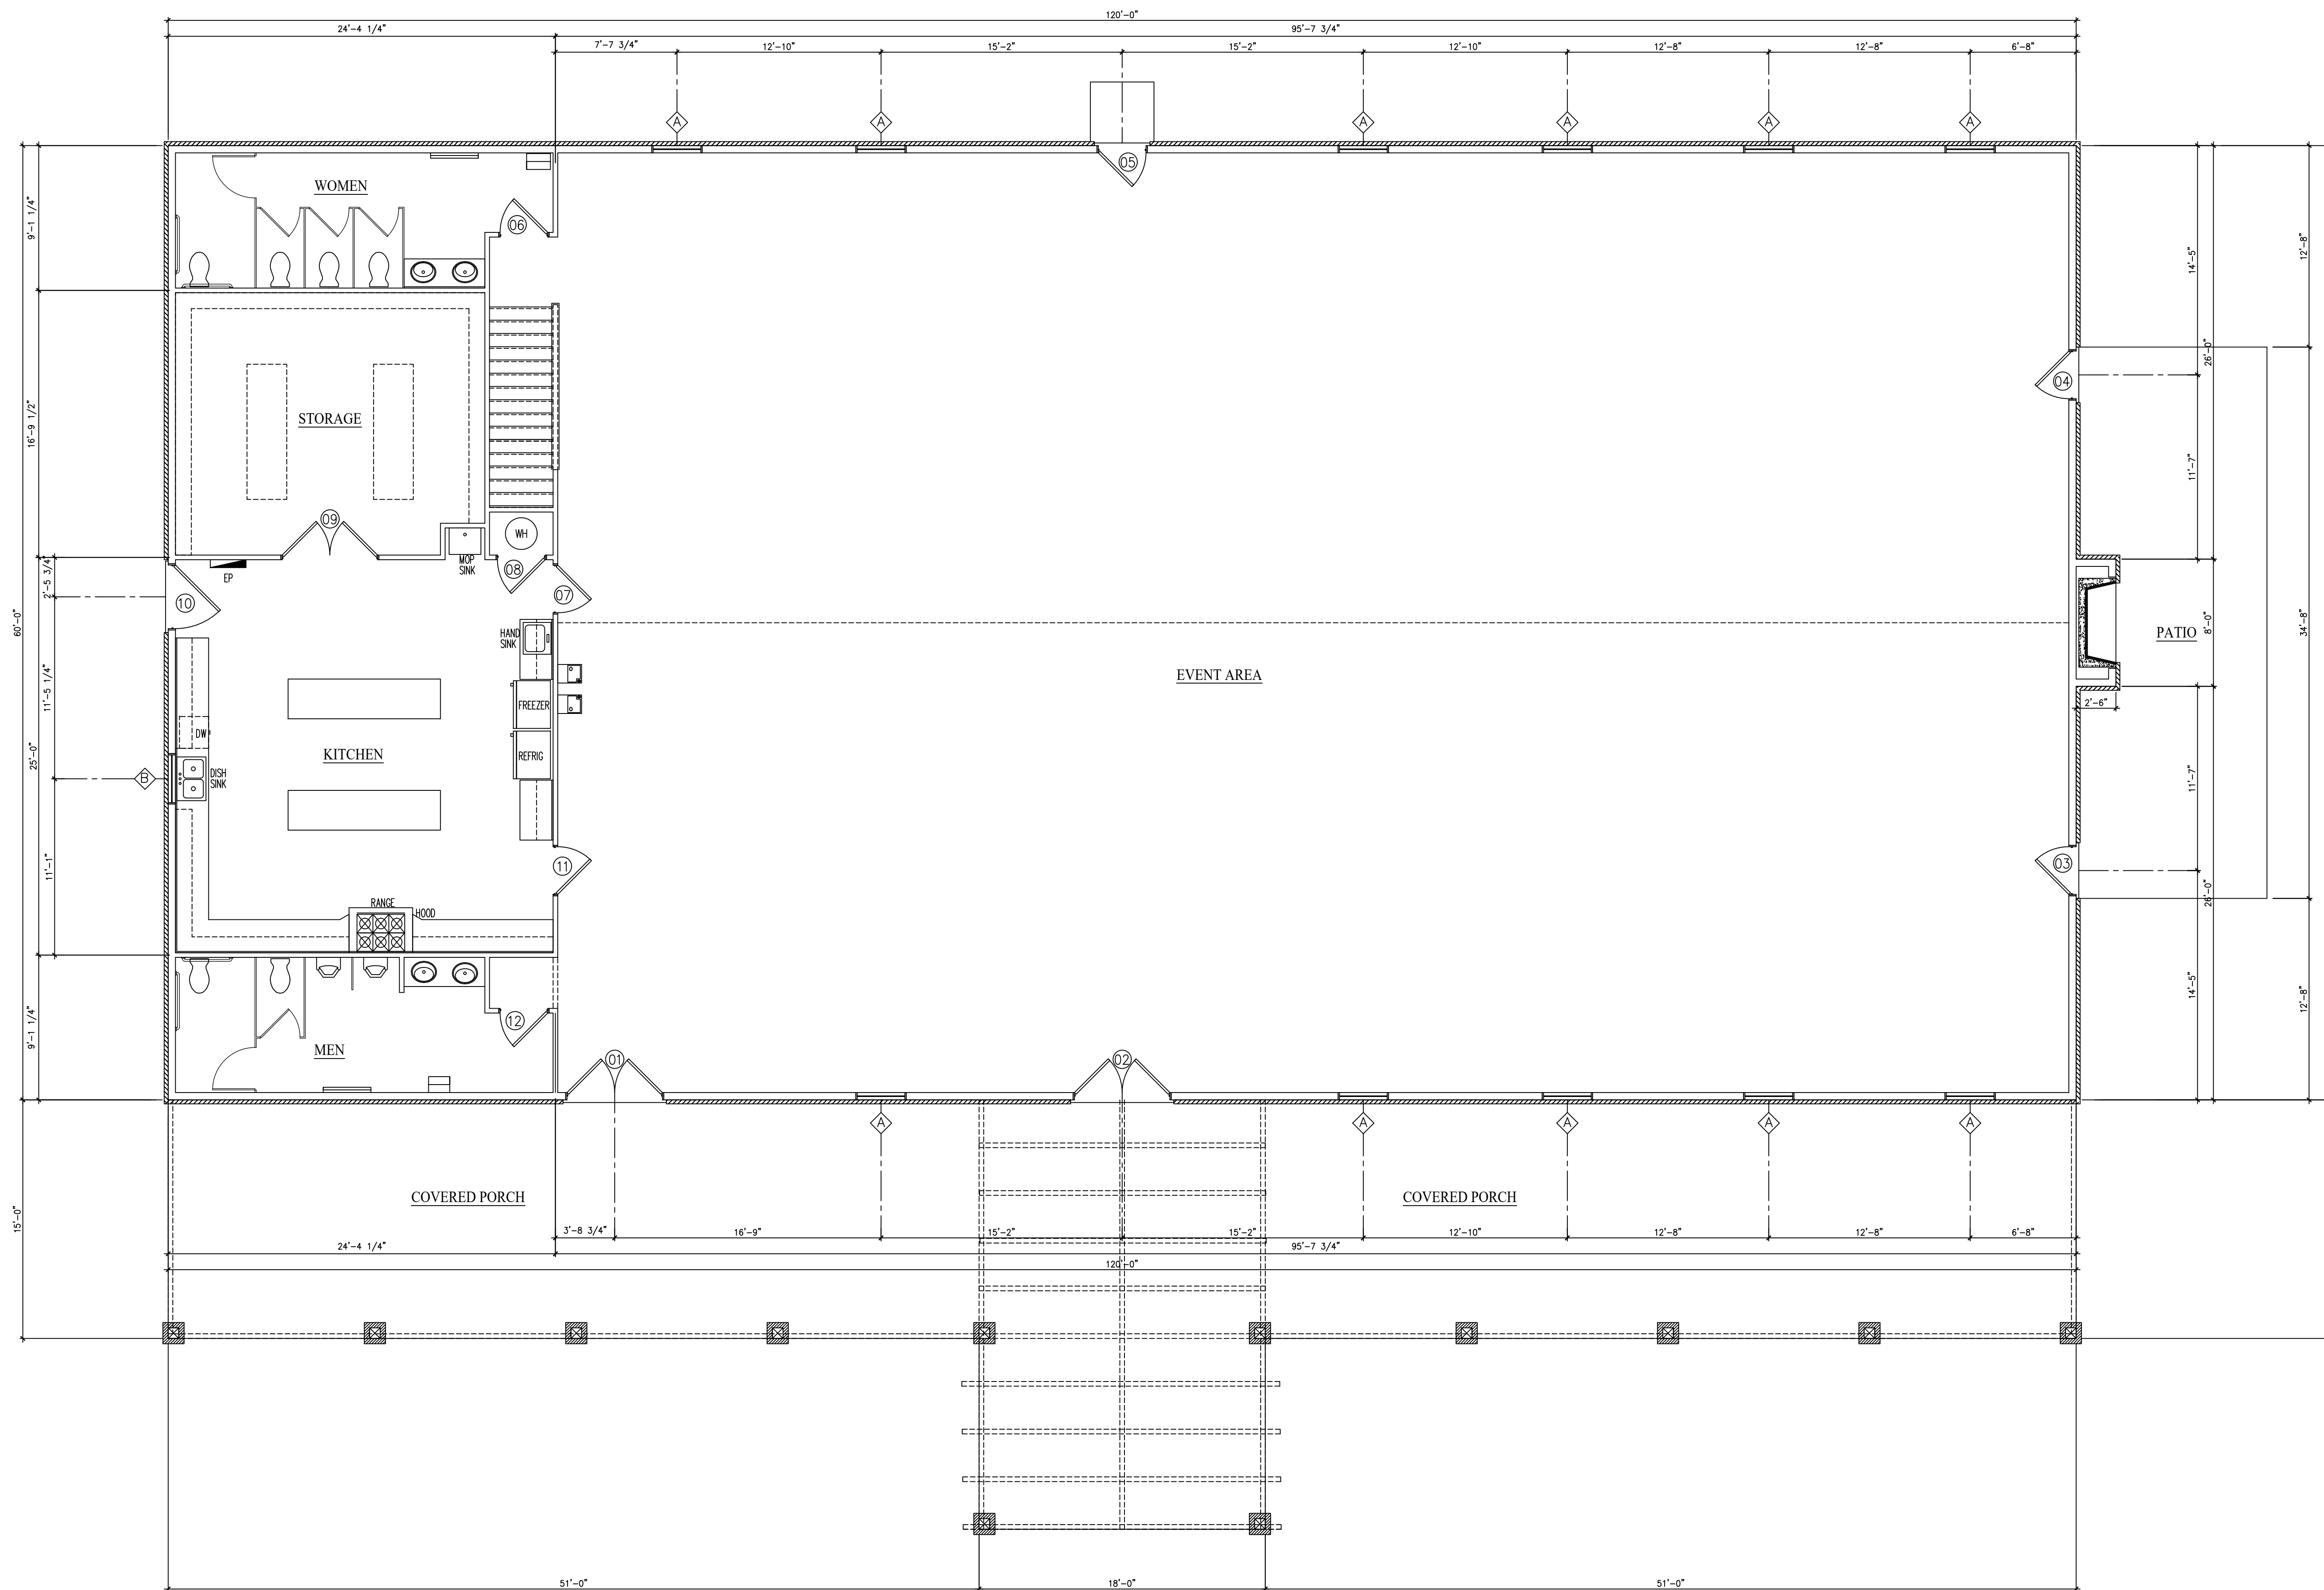 120'-0"
24'-4 1/4"
95'-7 3/4"
7'-7 3/4"
12'-10"
15'-2"
15'-2"
12'-10"
12'-8"
12'-8"
6'-8"
A
A
A
A
A
A
05
WOMEN
06
9'-1 1/4"
14'-5"
12'-8"
26'-0"
04
16'-9 1/2"
STORAGE
11'-7"
09
WH
MOP
SINK
08
EP
2'-5 3/4"
10
07
60'-0"
HAND
SINK
PATIO
8'-0"
34'-8"
EVENT AREA
11'-5 1/4"
FREEZER
2'-6"
DW
25'-0"
KITCHEN
REFRIG
B
DISH
SINK
11'-7"
11'-1"
11
03
RANGE
HOOD
26'-0"
9'-1 1/4"
14'-5"
12'-8"
12
MEN
01
02
A
A
A
A
A
COVERED PORCH
COVERED PORCH
15'-0"
3'-8 3/4"
16'-9"
15'-2"
15'-2"
12'-10"
12'-8"
12'-8"
6'-8"
24'-4 1/4"
95'-7 3/4"
120'-0"
51'-0"
18'-0"
51'-0"